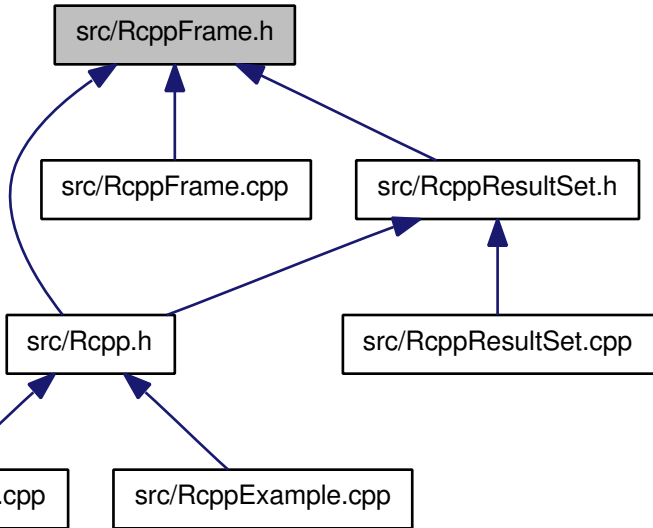 src/RcppFrame.h
src/RcppFrame.cpp
src/RcppResultSet.h
src/Rcpp.h
src/RcppResultSet.cpp
.cpp
src/RcppExample.cpp